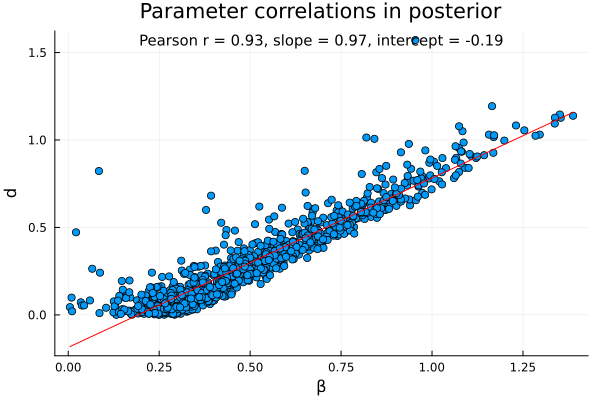 Parameter correlations in posterior
Pearson r = 0.93, slope = 0.97, intercept = -0.19
1.5
1.0
d
0.5
0.0
0.00 0.25 0.50 0.75 1.00 1.25
β